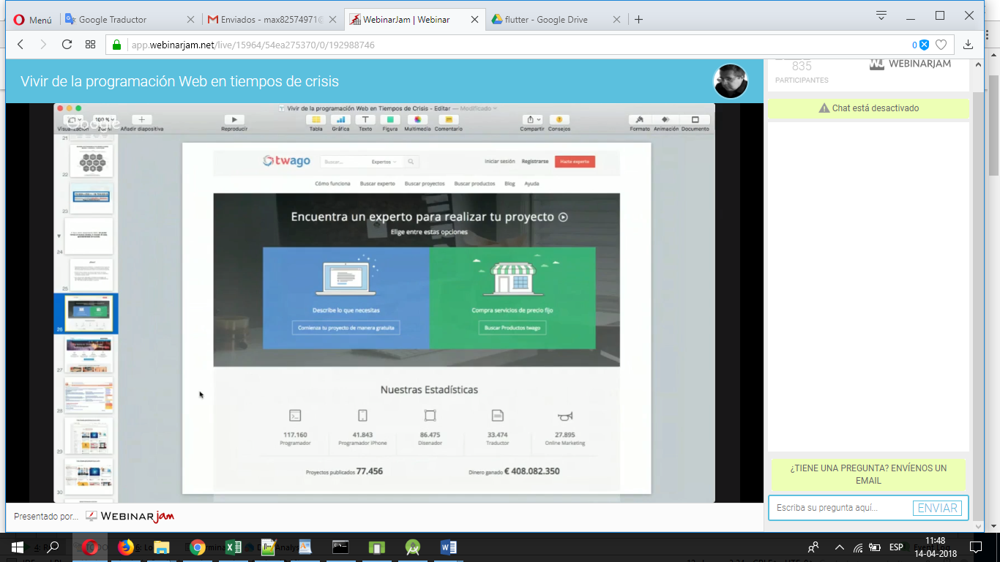 Menú
Google Traductor
Enviados - max82574971@
WebinarJam | Webinar
flutter - Google Drive
app.webinarjam.net/live/15964/54ea275370/0/192988746
0
Vivir de la programación Web en tiempos de crisis
835
PARTICIPANTES
WEBINARJAM
Chat está desactivado
Vivir de la programación Web en Tiempos de Crisis - Editar — Modificado
100 %
Visualización
Zoom
Añadir diapositiva
Reproducir
Tabla
Gráfica
Texto
Figura
Multimedia
Comentario
Compartir
Consejos
Formato
Animación
Documento
Google
21
22
23
24
25
26
27
28
29
30
twago
Buscar...
Expertos
Iniciar sesión
Registrarse
Hazte experto
Cómo funciona
Buscar experto
Buscar proyectos
Buscar productos
Blog
Ayuda
Encuentra un experto para realizar tu proyecto
Elige entre estas opciones
Describe lo que necesitas
Comienza tu proyecto de manera gratuita
Compra servicios de precio fijo
Buscar Productos twago
Nuestras Estadísticas
117.160
Programador
41.843
Programador iPhone
86.475
Disenador
33.474
Traductor
27.895
Online Marketing
Proyectos publicados 77.456
Dinero ganado € 408.082.350
¿TIENE UNA PREGUNTA? ENVÍENOS UN
EMAIL
Escriba su pregunta aquí...
ENVIAR
Presentado por...
WEBINARjam
ESP
11:48
14-04-2018